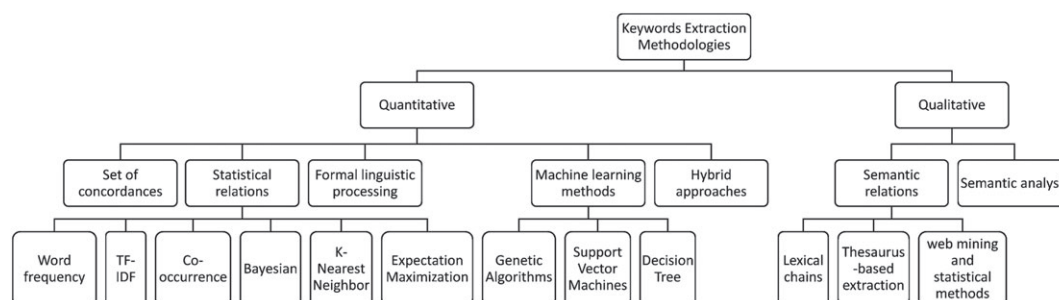 Keywords Extraction
Methodologies
Quantitative
Qualitative
Set of
concordances
Statistical
relations
Formal linguistic
processing
Machine learning
methods
Hybrid
approaches
Semantic
relations
Semantic analys
Word
frequency
TF-
IDF
Co-
occurrence
Bayesian
K-
Nearest
Neighbor
Expectation
Maximization
Genetic
Algorithms
Support
Vector
Machines
Decision
Tree
Lexical
chains
Thesaurus
-based
extraction
web mining
and
statistical
methods